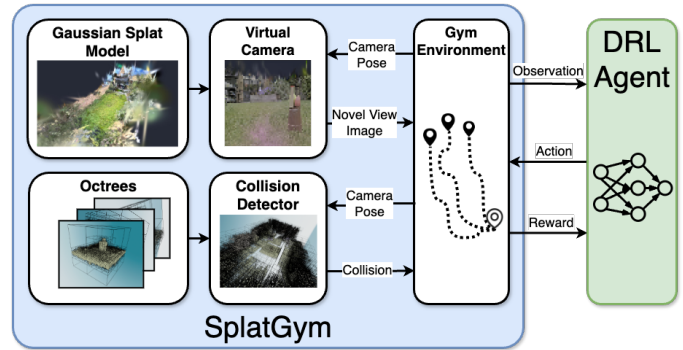 Gaussian Splat
Model
Virtual
Camera
Camera
Pose
Novel View
Image
Gym
Environment
Observation
Action
Reward
DRL
Agent
Octrees
Collision
Detector
Camera
Pose
Collision
SplatGym